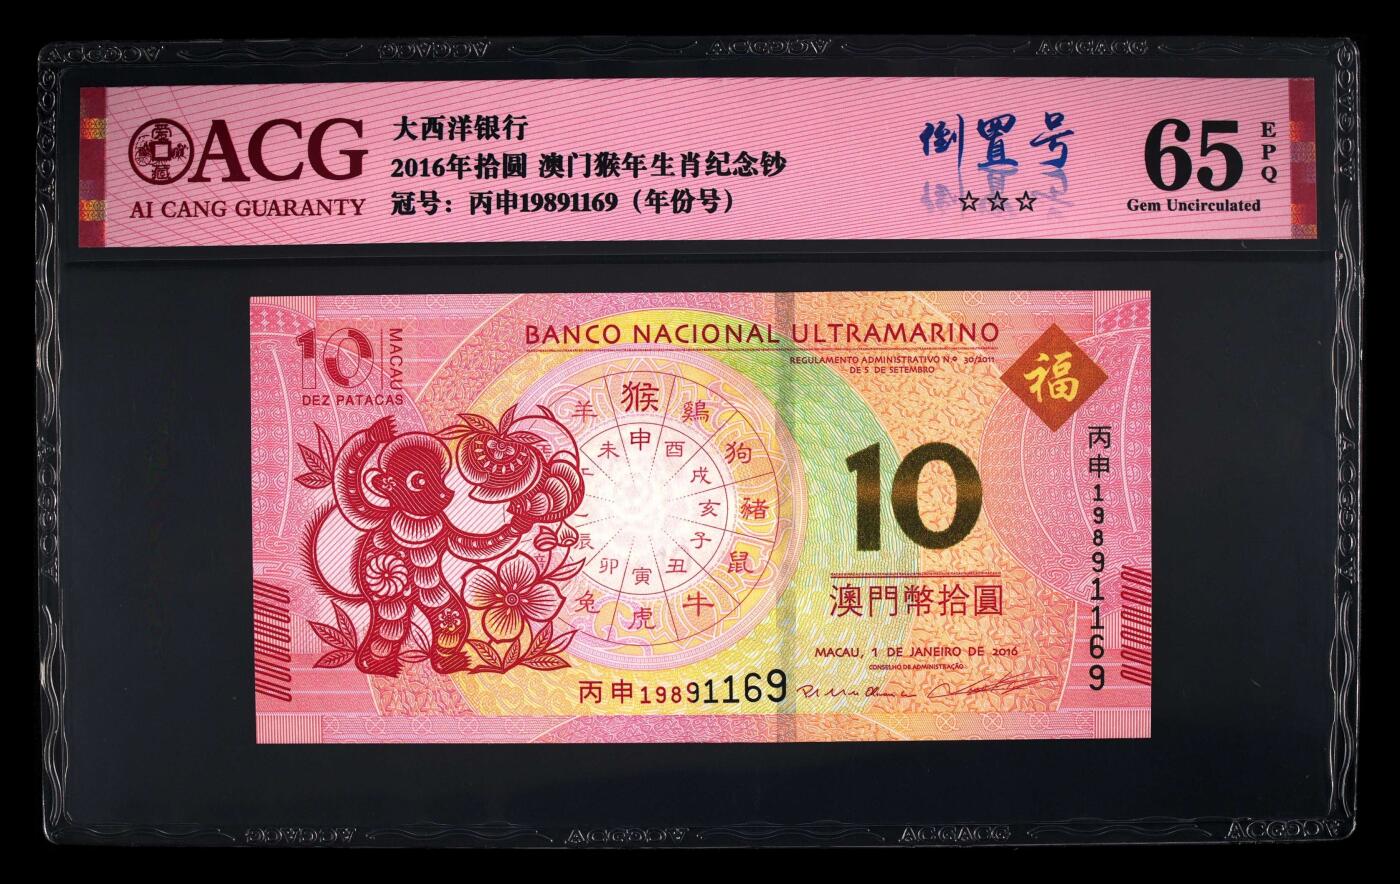 ACG
AI CANG GUARANTY
大西洋银行
2016年拾圆 澳门猴年生肖纪念钞
冠号：丙申19891169（年份号）
倒置号
☆☆☆
65
EPQ
Gem Uncirculated
10
MACAU
DEZ PATACAS
BANCO NACIONAL ULTRAMARINO
REGULAMENTO ADMINISTRATIVO N.º 30/2011
DE 5 DE SETEMBRO
福
羊 猴 鷄 狗 豬 鼠 牛 虎 兔
未 申 酉 戌 亥 子 丑 寅 卯 辰
10
澳門幣拾圓
MACAU, 1 DE JANEIRO DE 2016
CONSELHO DE ADMINISTRAÇÃO
丙申19891169
丙申19891169